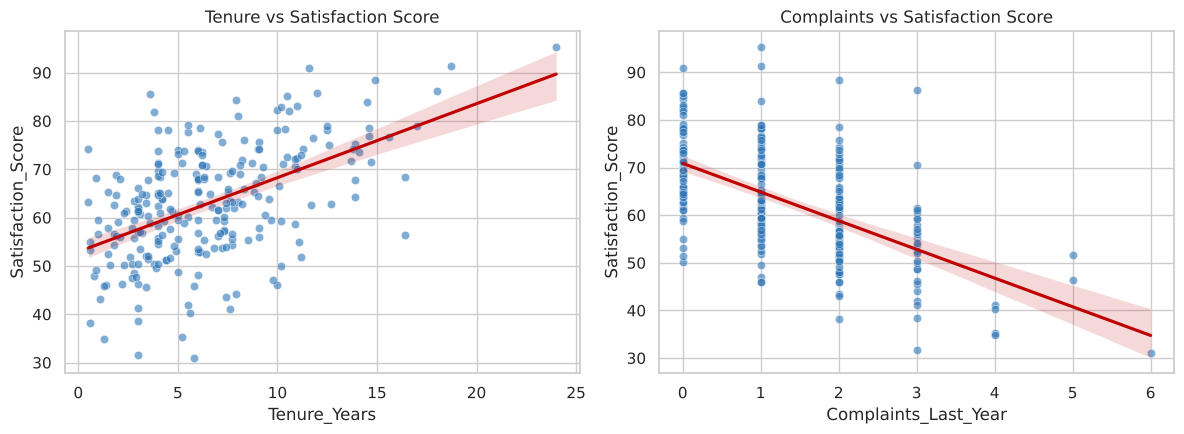 Tenure vs Satisfaction Score
Satisfaction_Score
90
80
70
60
50
40
30
0 5 10 15 20 25
Tenure_Years
Complaints vs Satisfaction Score
Satisfaction_Score
90
80
70
60
50
40
30
0 1 2 3 4 5 6
Complaints_Last_Year